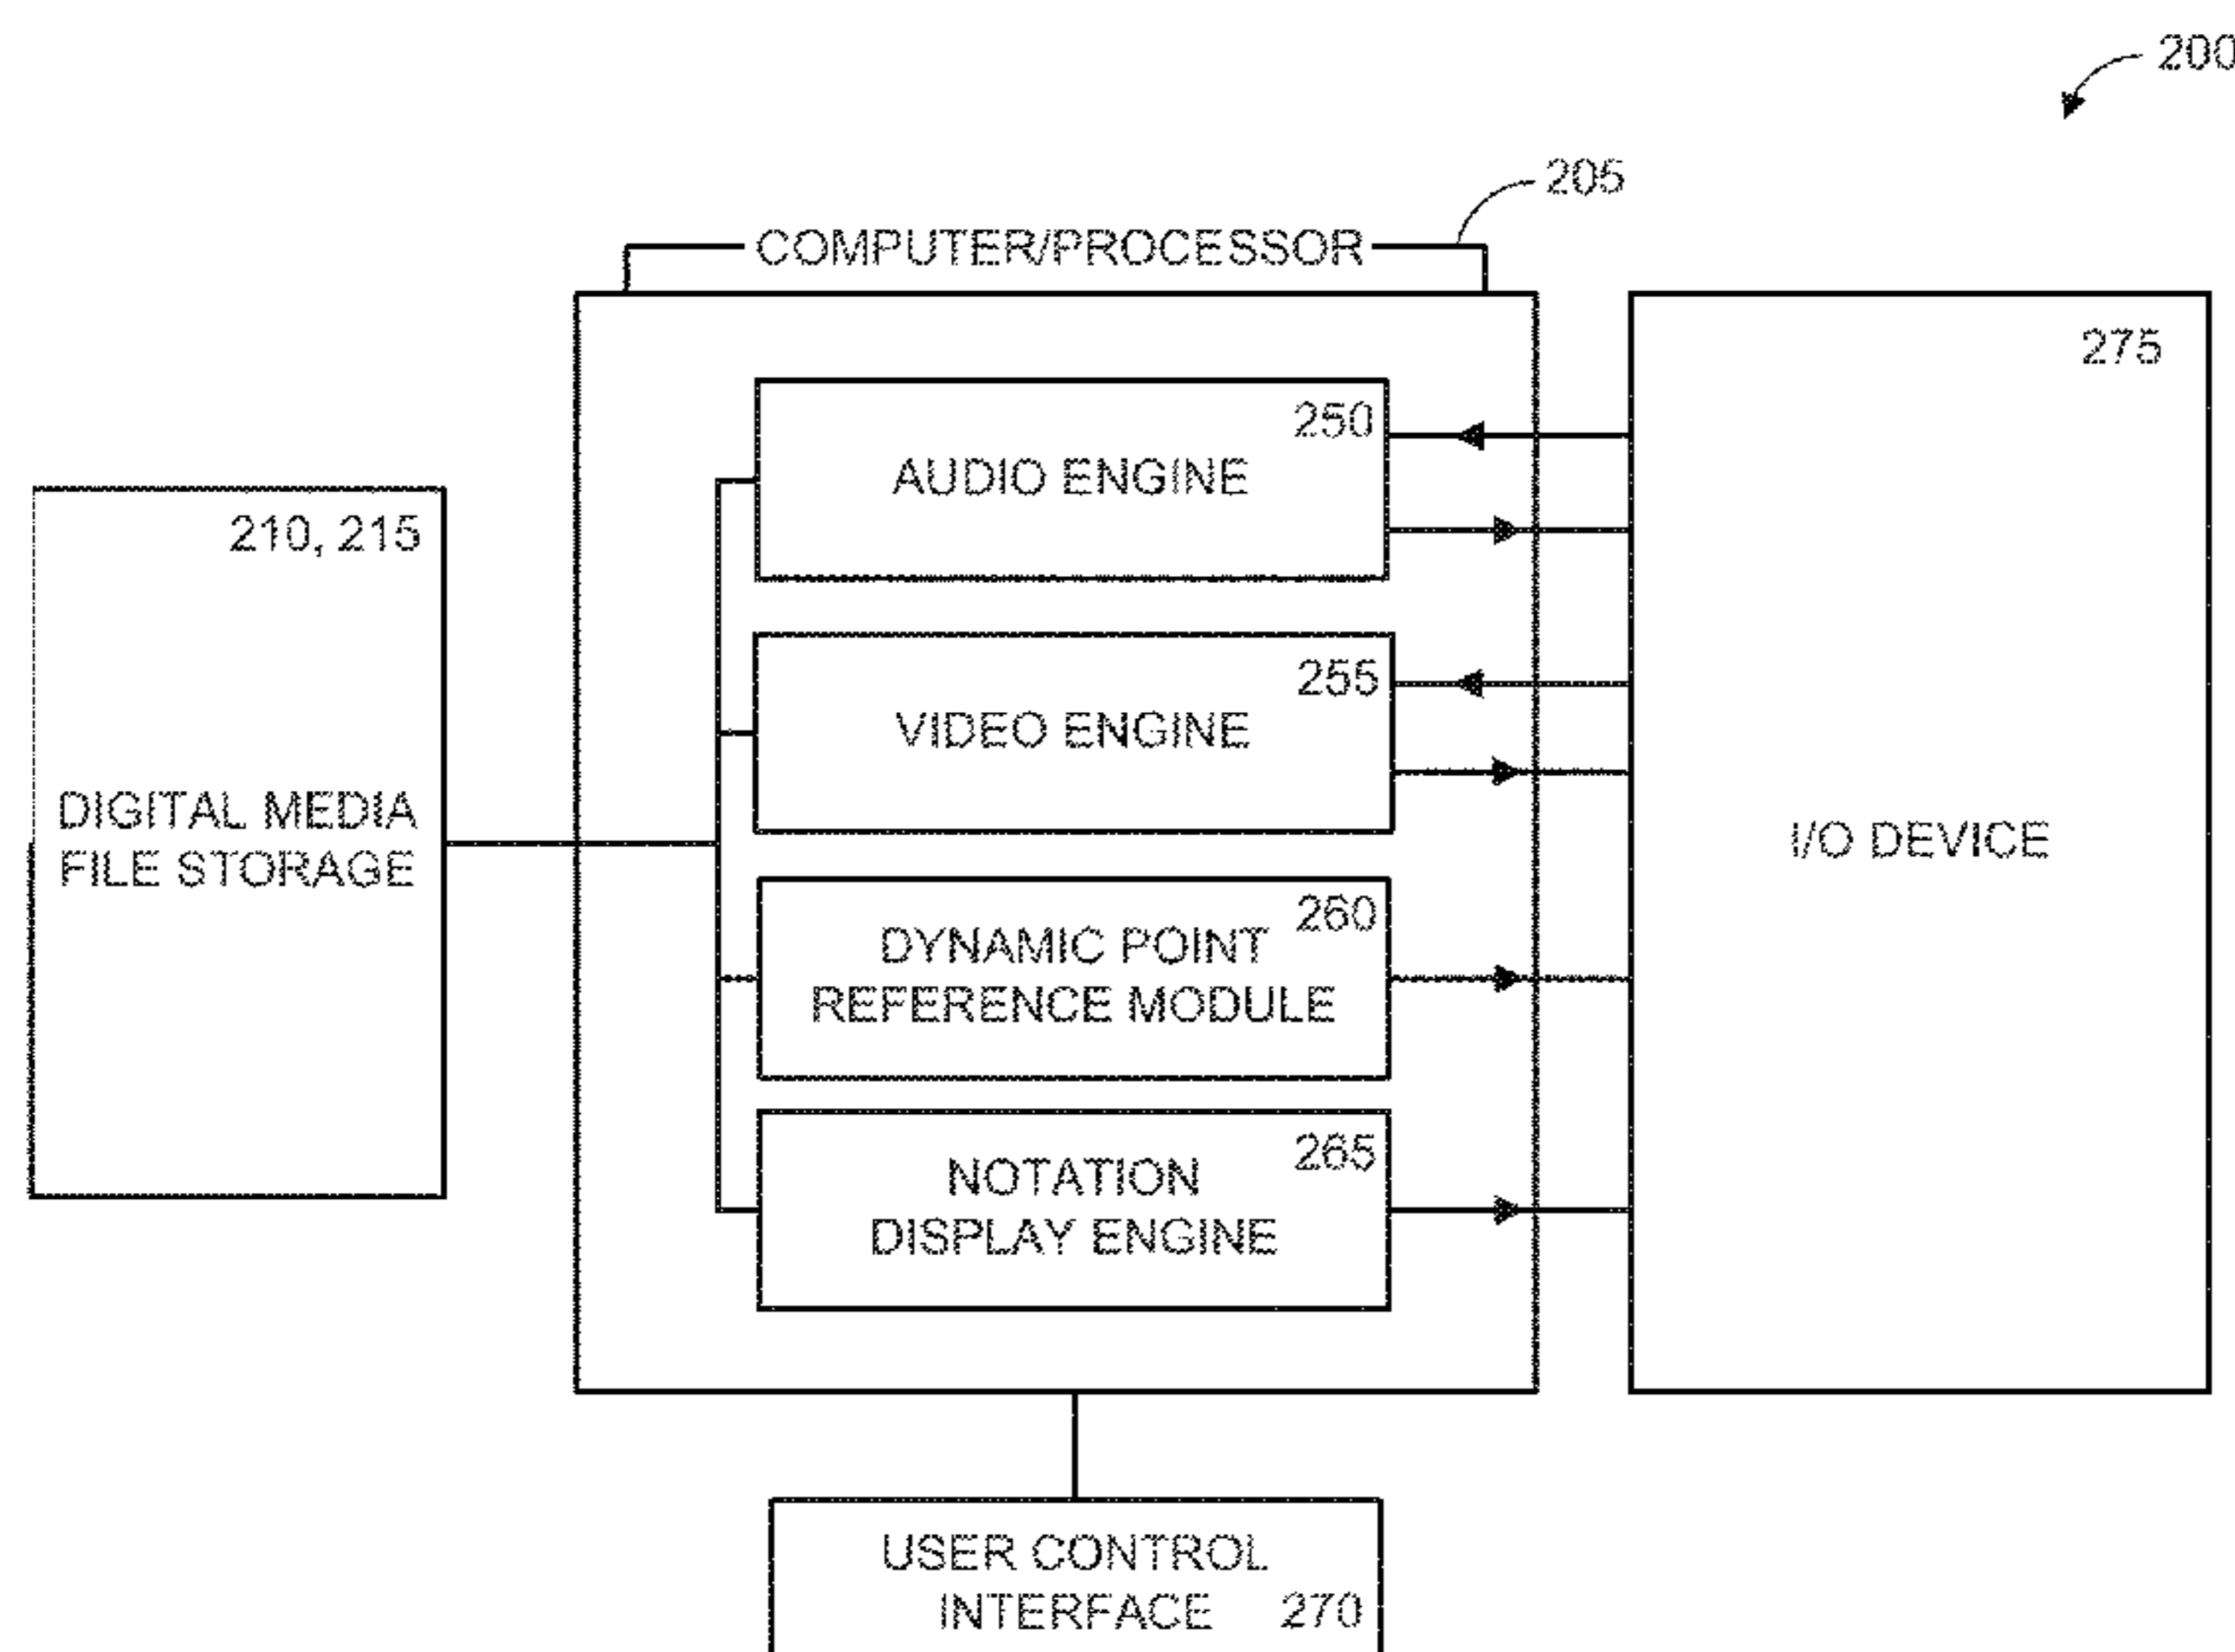 200
205
COMPUTER/PROCESSOR
275
250
AUDIO ENGINE
210, 215
255
VIDEO ENGINE
DIGITAL MEDIA
FILE STORAGE
I/O DEVICE
260
DYNAMIC POINT
REFERENCE MODULE
265
NOTATION
DISPLAY ENGINE
USER CONTROL
INTERFACE 270